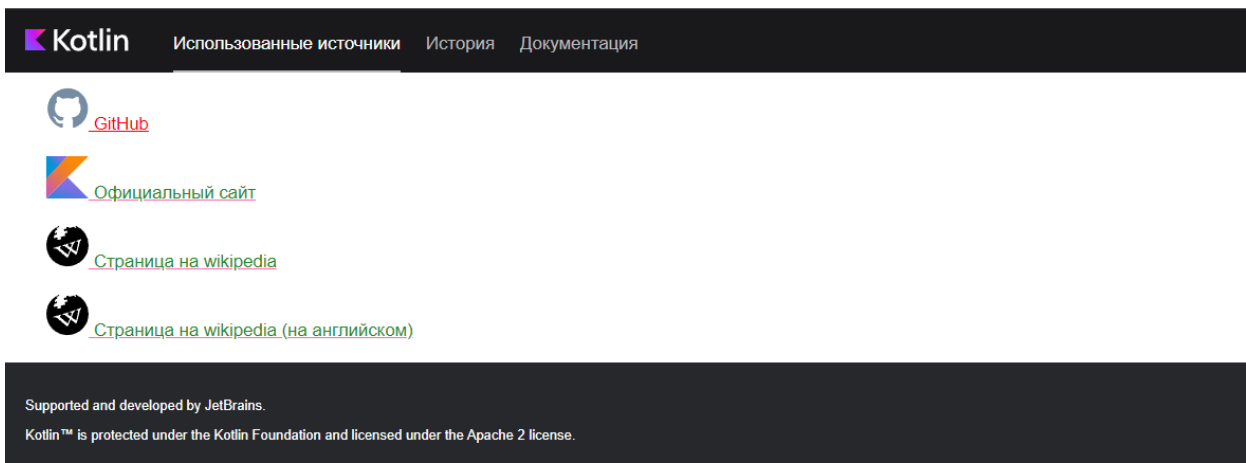 Kotlin Использованные источники История Документация
GitHub
Официальный сайт
Страница на wikipedia
Страница на wikipedia (на английском)
Supported and developed by JetBrains.
Kotlin™ is protected under the Kotlin Foundation and licensed under the Apache 2 license.